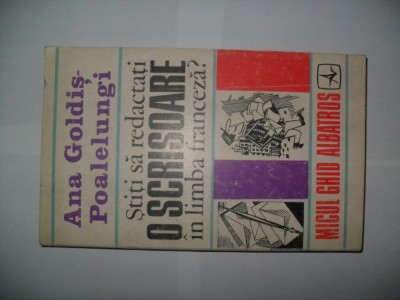 Ana Goldiș-
Poalelungi
Știți să redactați
O SCRISOARE
în limba franceză?
MICUL GHID ALBATROS